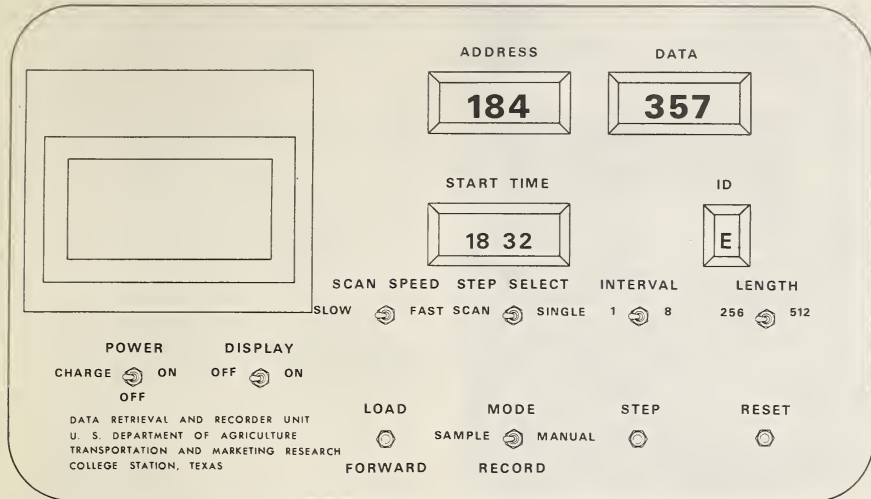 ADDRESS DATA
184 357
START TIME ID
18 32 E
SCAN SPEED STEP SELECT INTERVAL LENGTH
SLOW FAST SCAN SINGLE 1 8 256 512
POWER DISPLAY
CHARGE ON OFF ON
OFF
LOAD MODE STEP RESET
SAMPLE MANUAL
FORWARD RECORD
DATA RETRIEVAL AND RECORDER UNIT
U. S. DEPARTMENT OF AGRICULTURE
TRANSPORTATION AND MARKETING RESEARCH
COLLEGE STATION, TEXAS